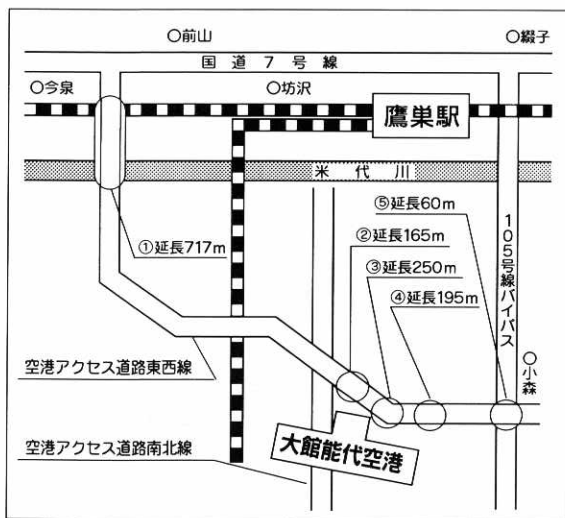 ○前山
○綴子
国道7号線
○今泉
○坊沢
鷹巣駅
米代川
⑤延長60m
①延長717m
②延長165m
③延長250m
④延長195m
105号線バイパス
○小森
空港アクセス道路東西線
空港アクセス道路南北線
大館能代空港